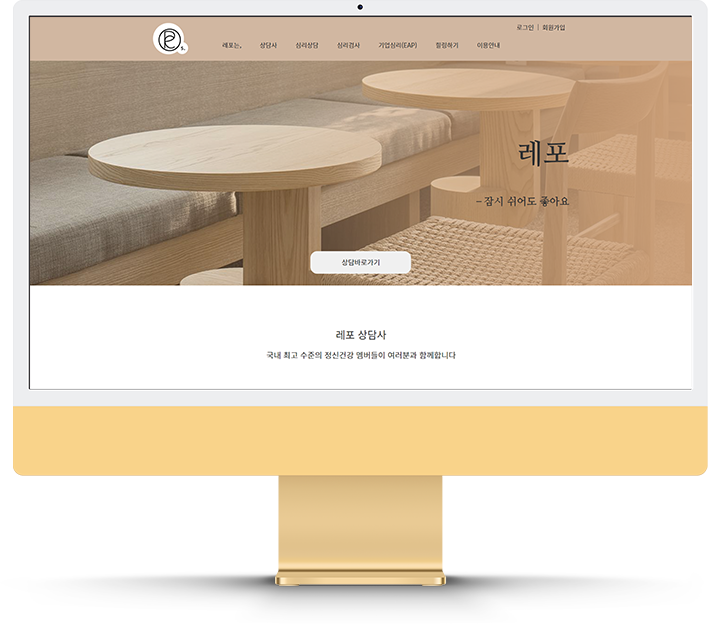 로그인 | 회원가입
레포는, 상담사 심리상담 심리검사 기업심리(EAP) 힐링하기 이용안내
레포
– 잠시 쉬어도 좋아요
상담바로가기
레포 상담사
국내 최고 수준의 정신건강 멤버들이 여러분과 함께합니다